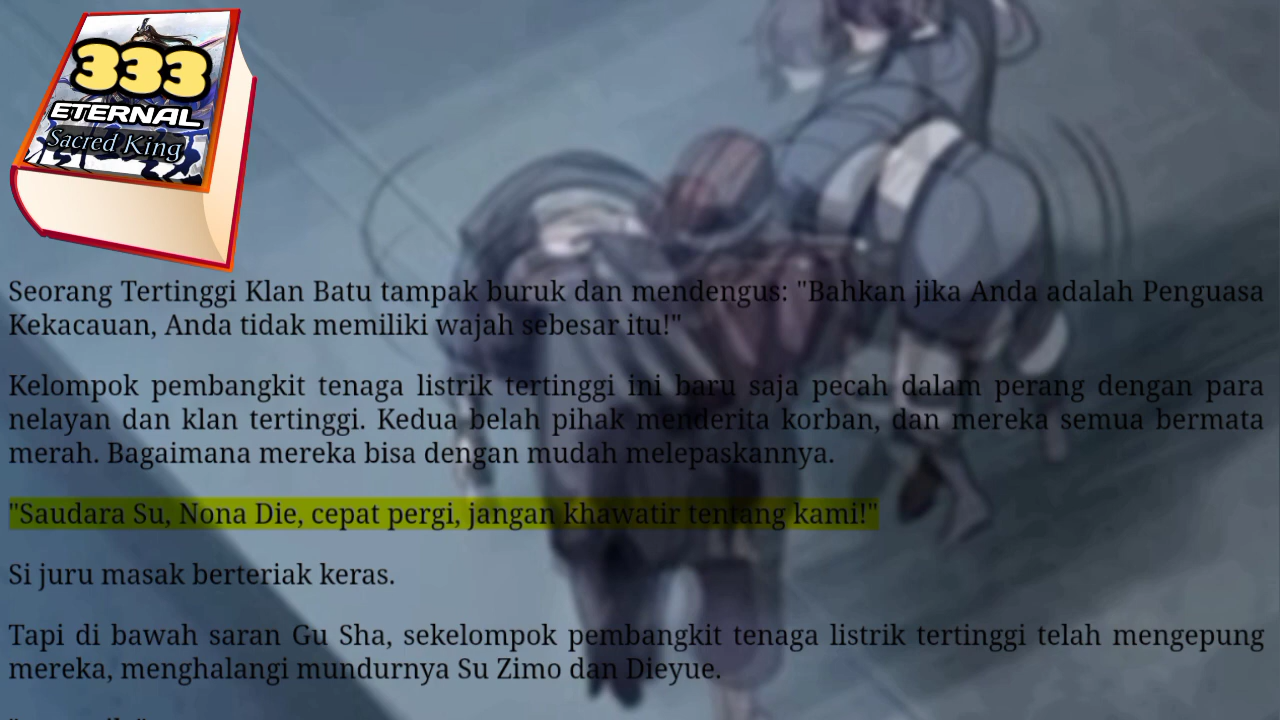 333
ETERNAL
Sacred King
Seorang Tertinggi Klan Batu tampak buruk dan mendengus: "Bahkan jika Anda adalah Penguasa
Kekacauan, Anda tidak memiliki wajah sebesar itu!"
Kelompok pembangkit tenaga listrik tertinggi ini baru saja pecah dalam perang dengan para
nelayan dan klan tertinggi. Kedua belah pihak menderita korban, dan mereka semua bermata
merah. Bagaimana mereka bisa dengan mudah melepaskannya.
"Saudara Su, Nona Die, cepat pergi, jangan khawatir tentang kami!"
Si juru masak berteriak keras.
Tapi di bawah saran Gu Sha, sekelompok pembangkit tenaga listrik tertinggi telah mengepung
mereka, menghalangi mundurnya Su Zimo dan Dieyue.